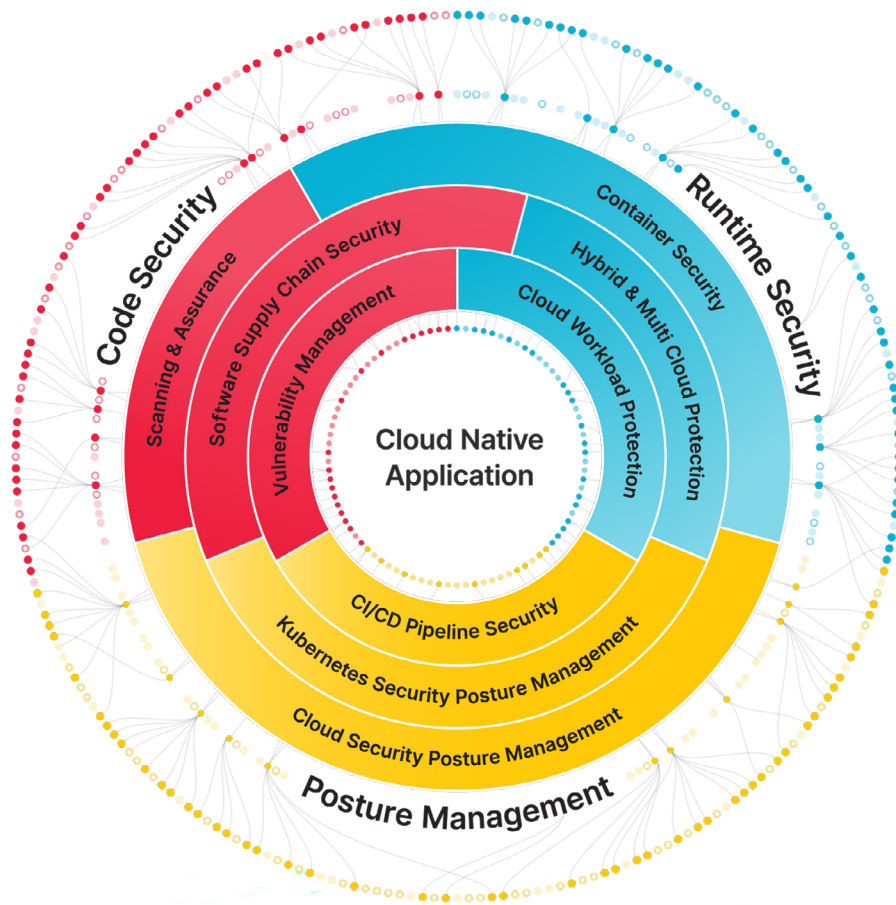 Code Security
Scanning & Assurance
Software Supply Chain Security
Vulnerability Management
Runtime Security
Container Security
Hybrid & Multi Cloud Protection
Cloud Workload Protection
Cloud Native
Application
CI/CD Pipeline Security
Kubernetes Security Posture Management
Cloud Security Posture Management
Posture Management